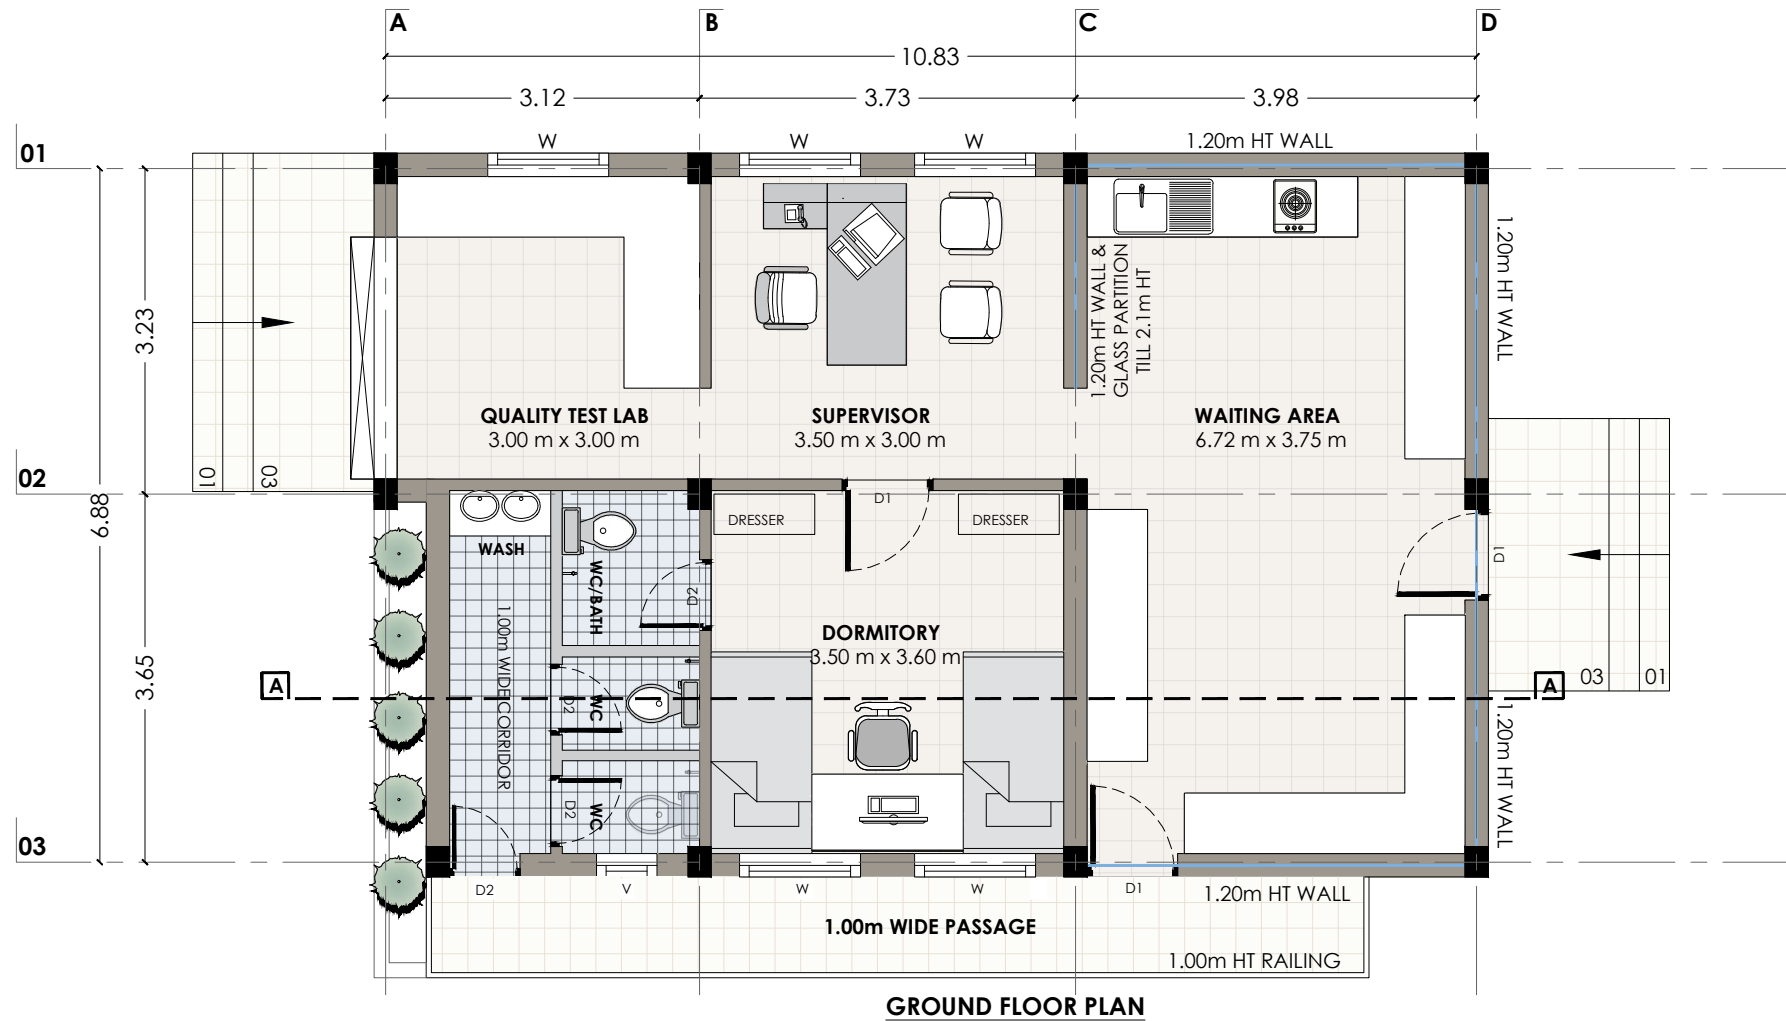 A
B
C
D
10.83
3.12
3.73
3.98
01
W
W
W
1.20m HT WALL
3.23
1.20m HT WALL &
GLASS PARTITION
TILL 2.1m HT
1.20m HT WALL
QUALITY TEST LAB
3.00 m x 3.00 m
SUPERVISOR
3.50 m x 3.00 m
WAITING AREA
6.72 m x 3.75 m
01
03
02
6.88
D1
DRESSER
DRESSER
WASH
D1
WC/BATH
D2
1.00m WIDE CORRIDOR
DORMITORY
3.50 m x 3.60 m
3.65
A
A
03
01
D2
WC
1.20m HT WALL
D2
WC
03
D2
V
W
W
D1
1.20m HT WALL
1.00m WIDE PASSAGE
1.00m HT RAILING
GROUND FLOOR PLAN